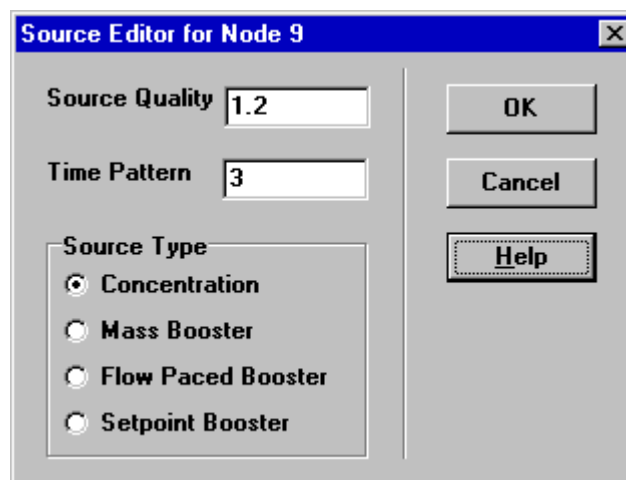 Source Editor for Node 9
Source Quality 1.2
Time Pattern 3
Source Type
Concentration
Mass Booster
Flow Paced Booster
Setpoint Booster
OK
Cancel
Help